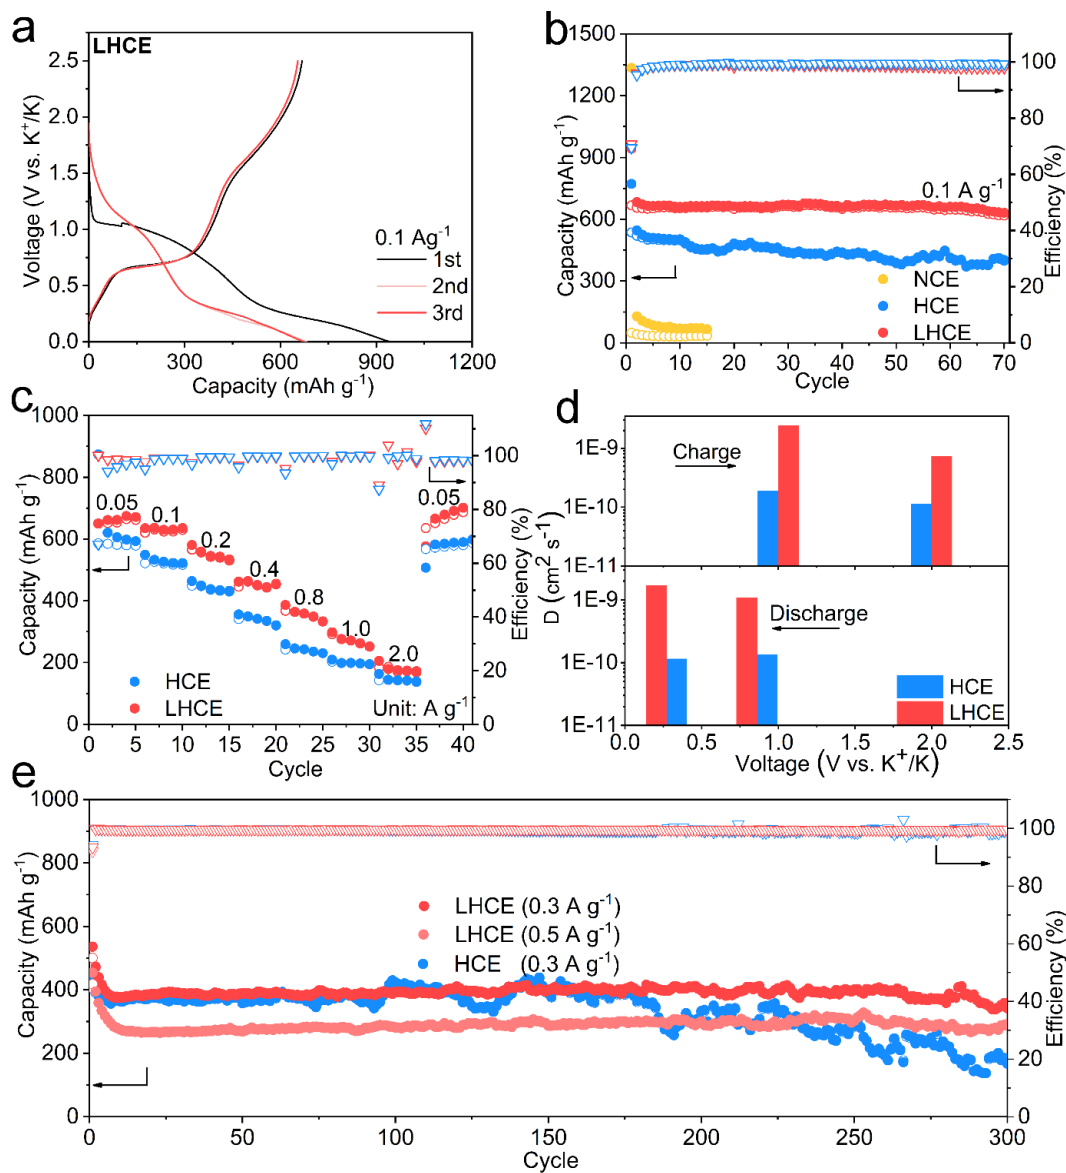 a
LHCE
2.5
2.0
1.5
1.0
0.5
0.0
Voltage (V vs. K⁺/K)
0.1 Ag⁻¹
1st
2nd
3rd
0 300 600 900 1200
Capacity (mAh g⁻¹)
b
1500
1200
900
600
300
0
Capacity (mAh g⁻¹)
100
80
60
40
20
0
Efficiency (%)
0.1 A g⁻¹
NCE
HCE
LHCE
0 10 20 30 40 50 60 70
Cycle
c
1000
800
600
400
200
0
Capacity (mAh g⁻¹)
100
80
60
40
20
0
Efficiency (%)
0.05
0.1
0.2
0.4
0.8
1.0
2.0
0.05
HCE
LHCE
Unit: A g⁻¹
0 5 10 15 20 25 30 35 40
Cycle
d
1E-9
1E-10
1E-11
Charge
D (cm² s⁻¹)
1E-9
1E-10
1E-11
Discharge
HCE
LHCE
0.0 0.5 1.0 1.5 2.0 2.5
Voltage (V vs. K⁺/K)
e
1000
800
600
400
200
0
Capacity (mAh g⁻¹)
100
80
60
40
20
0
Efficiency (%)
LHCE (0.3 A g⁻¹)
LHCE (0.5 A g⁻¹)
HCE (0.3 A g⁻¹)
0 50 100 150 200 250 300
Cycle